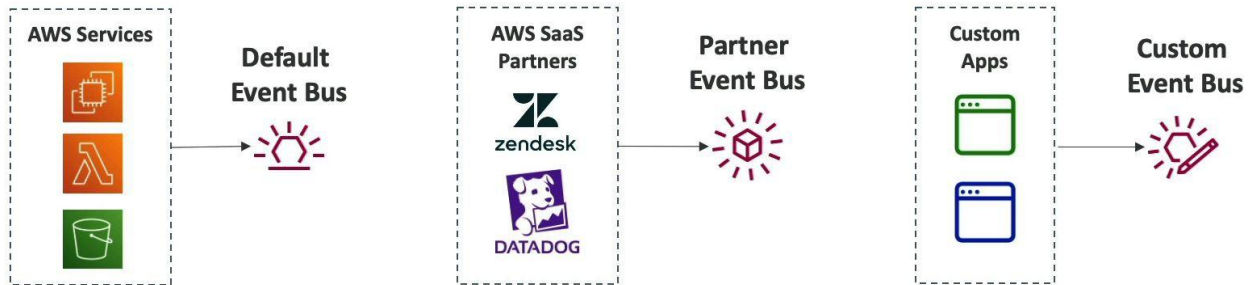 AWS Services
Default
Event Bus
AWS SaaS
Partners
zendesk
DATADOG
Partner
Event Bus
Custom
Apps
Custom
Event Bus